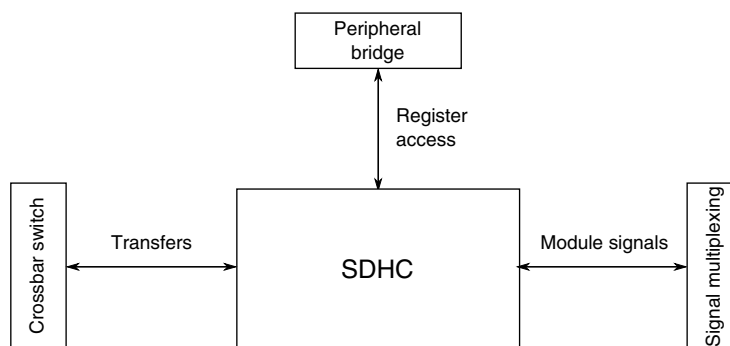 Peripheral
bridge
Register
access
Crossbar switch
Transfers
SDHC
Module signals
Signal multiplexing